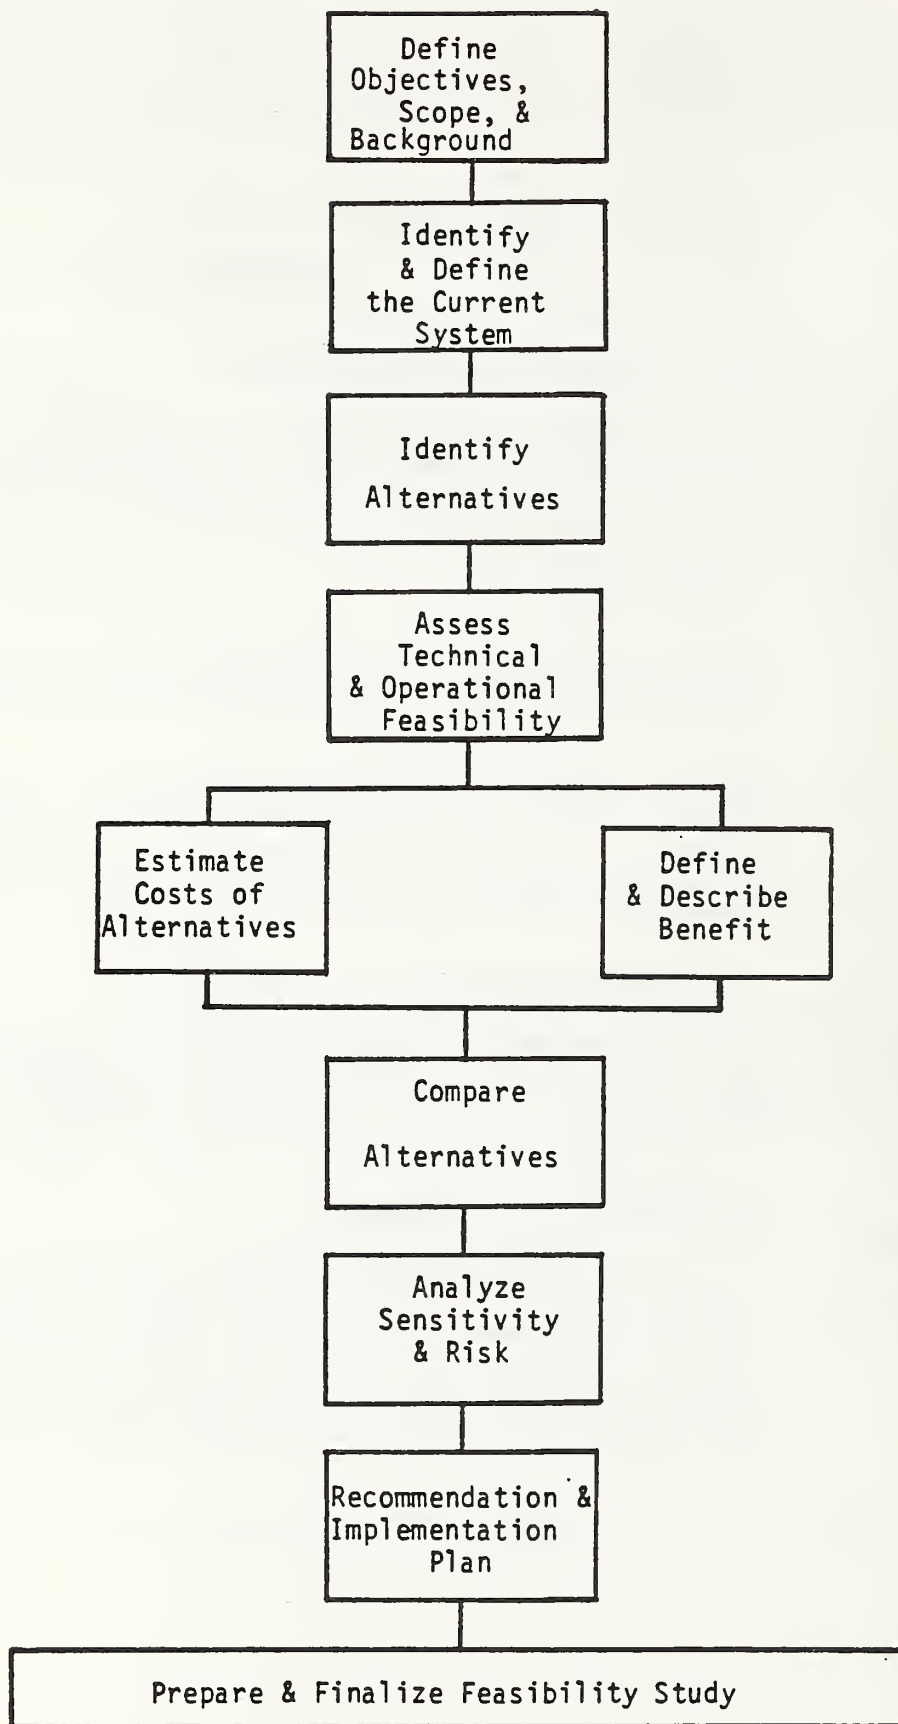 Define
Objectives,
Scope, &
Background
Identify
& Define
the Current
System
Identify
Alternatives
Assess
Technical
& Operational
Feasibility
Estimate
Costs of
Alternatives
Define
& Describe
Benefit
Compare
Alternatives
Analyze
Sensitivity
& Risk
Recommendation &
Implementation
Plan
Prepare & Finalize Feasibility Study